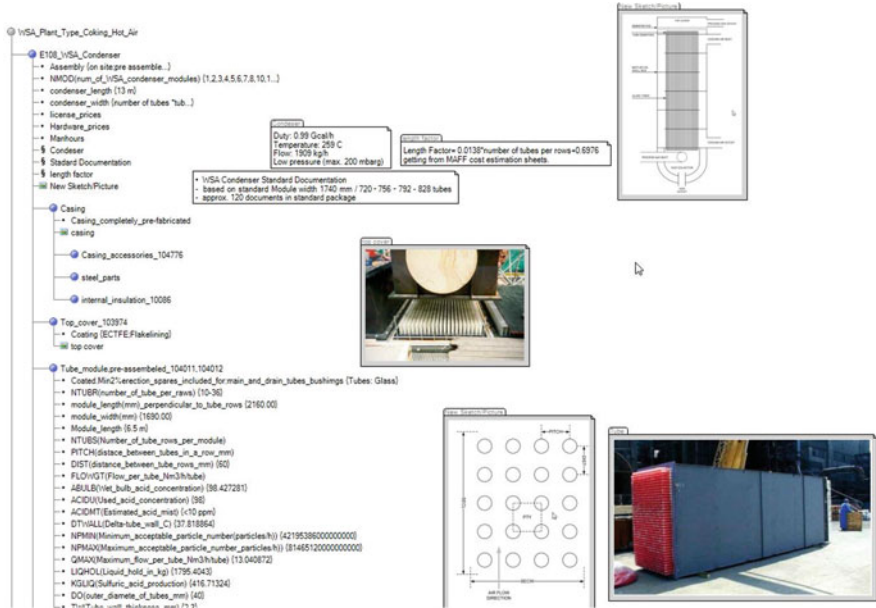 WSA_Plant_Type_Coking_Hot_Air
E108_WSA_Condenser
Assembly {on site:pre assemble...}
NMOD(num_of_WSA_condenser_modules) {1,2,3,4,5,6,7,8,10,1...}
condenser_length {13 m}
condenser_width {number of tubes *tub...}
license_prices
Hardware_prices
Manhours
§ Condeser
§ Stadard Documentation
§ length factor
New Sketch/Picture
Casing
Casing_completely_pre-fabricated
casing
Casing_accessories_104776
steel_parts
internal_insulation_10086
Top_cover_103974
Coating {ECTFE:Flakelining}
top cover
Tube_module.pre-assembeled_104011,104012
Coated.Min2%erection_spares_included_for.main_and_drain_tubes_bushimgs {Tubes: Glass}
NTUBR(number_of_tube_per_raws) {10-36}
module_length(mm)_perpendicular_to_tube_rows {2160.00}
module_width(mm) {1690.00}
Module_length {6.5 m}
NTUBS(Number_of_tube_rows_per_module)
PITCH(distace_between_tubes_in_a_row_mm)
DIST(distance_between_tube_rows_mm) {60}
FLOWGT(Flow_per_tube_Nm3/h/tube)
ABULB(Wet_bulb_acid_concentration) {98.427281}
ACIDU(Used_acid_concentration) {98}
ACIDMT(Estimated_acid_mist) {<10 ppm}
DTWALL(Delta-tube_wall_C) {37.818864}
NPMIN(Minimum_acceptable_particle_number(particles/h)) {42195386000000000}
NPMAX(Maximum_acceptable_particle_number_particles/h)) {81465120000000000}
QMAX(Maximum_flow_per_tube_Nm3/h/tube) {13.040872}
LIQHOL(Liquid_hold_in_kg) {1795.4043}
KGLIQ(Sulfuric_acid_production) {416.71324}
DO(outer_diamete_of_tubes_mm) {40}
Condeser
Duty: 0.99 Gcal/h
Temperature: 259 C
Flow: 1909 kg/h
Low pressure (max. 200 mbarg)
length factor
Length Factor= 0.0138*number of tubes per rows+0.6976
getting from MAFF cost estimation sheets.
• WSA Condenser Standard Documentation
- based on standard Module width 1740 mm / 720 - 756 - 792 - 828 tubes
- approx. 120 documents in standard package
New Sketch/Picture
top cover
New Sketch/Picture
PITCH
DIST
AIR FLOW
DIRECTION
Tube